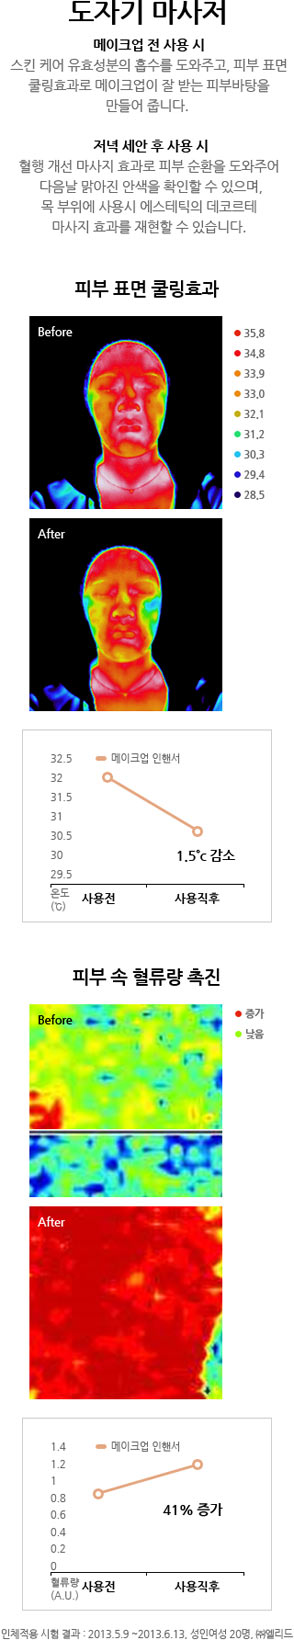 도자기 마사저
메이크업 전 사용 시
스킨 케어 유효성분의 흡수를 도와주고, 피부 표면
쿨링효과로 메이크업이 잘 받는 피부바탕을
만들어 줍니다.
저녁 세안 후 사용 시
혈행 개선 마사지 효과로 피부 순환을 도와주어
다음날 맑아진 안색을 확인할 수 있으며,
목 부위에 사용시 에스테틱의 데코르테
마사지 효과를 재현할 수 있습니다.
피부 표면 쿨링효과
Before
35,8
34,8
33,9
33,0
32,1
31,2
30,3
29,4
28,5
After
메이크업 인핸서
32.5
32
31.5
31
30.5
30
29.5
1.5˚c 감소
온도
(℃)
사용전
사용직후
피부 속 혈류량 촉진
Before
증가
낮음
After
메이크업 인핸서
1.4
1.2
1
0.8
0.6
0.4
0.2
0
41% 증가
혈류량
(A.U.)
사용전
사용직후
인체적용 시험 결과 : 2013.5.9 ~2013.6.13, 성인여성 20명, ㈜엘리드